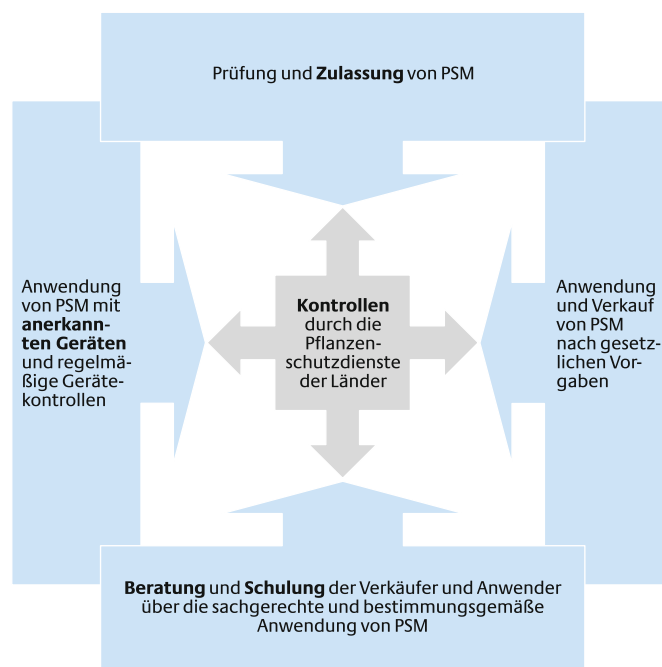 Prüfung und Zulassung von PSM
Anwendung
von PSM mit
anerkann-
ten Geräten
und regelmä-
ßige Geräte-
kontrollen
Kontrollen
durch die
Pflanzen-
schutzdienste
der Länder
Anwendung
und Verkauf
von PSM
nach gesetz-
lichen Vor-
gaben
Beratung und Schulung der Verkäufer und Anwender
über die sachgerechte und bestimmungsgemäße
Anwendung von PSM